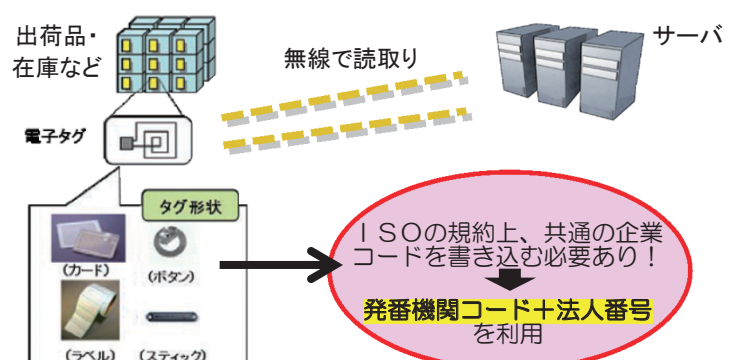 出荷品・
在庫など
無線で読取り
サーバ
電子タグ
タグ形状
(カード)
(ボタン)
(ラベル)
(スティック)
ＩＳＯの規約上、共通の企業
コードを書き込む必要あり！
発番機関コード＋法人番号
を利用